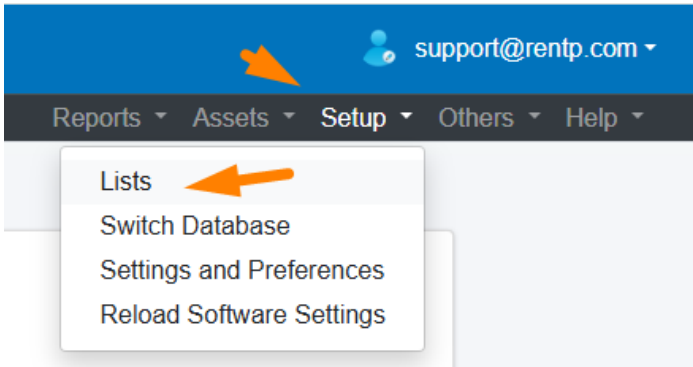 support@rentp.com
Reports Assets Setup Others Help
Lists
Switch Database
Settings and Preferences
Reload Software Settings